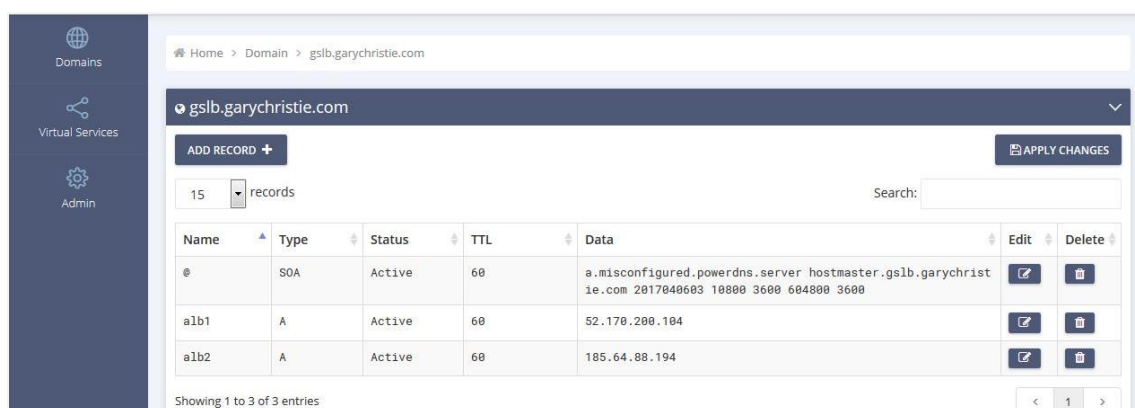 Domains
Virtual Services
Admin
Home > Domain > gslb.garychristie.com
gslb.garychristie.com
ADD RECORD +
APPLY CHANGES
15 records
Search:
Name Type Status TTL Data Edit Delete
@ SOA Active 60 a.misconfigured.powerdns.server hostmaster.gslb.garychrist
ie.com 2017040603 10800 3600 604800 3600
alb1 A Active 60 52.170.200.104
alb2 A Active 60 185.64.88.194
Showing 1 to 3 of 3 entries
< 1 >